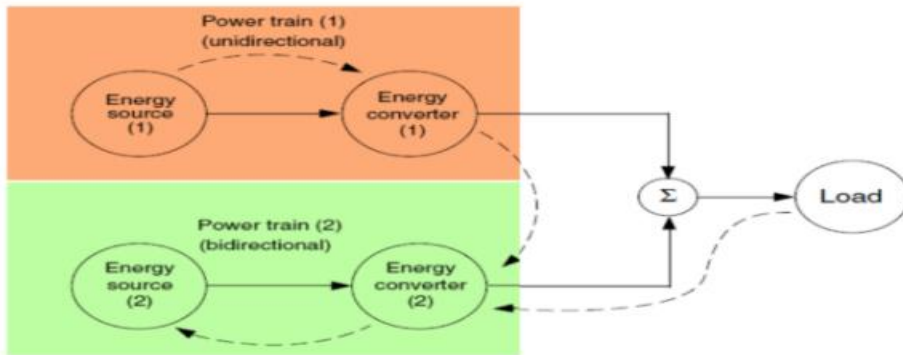 Power train (1)
(unidirectional)
Energy
source
(1)
Energy
converter
(1)
Σ
Load
Power train (2)
(bidirectional)
Energy
source
(2)
Energy
converter
(2)